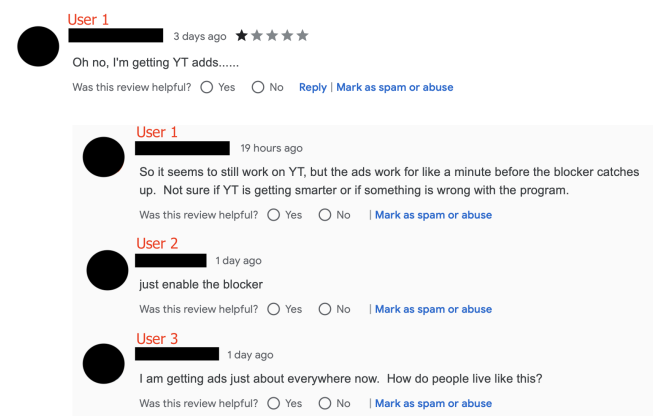 User 1
3 days ago
Oh no, I'm getting YT adds......
Was this review helpful? Yes No Reply | Mark as spam or abuse
User 1
19 hours ago
So it seems to still work on YT, but the ads work for like a minute before the blocker catches
up. Not sure if YT is getting smarter or if something is wrong with the program.
Was this review helpful? Yes No | Mark as spam or abuse
User 2
1 day ago
just enable the blocker
Was this review helpful? Yes No | Mark as spam or abuse
User 3
1 day ago
I am getting ads just about everywhere now. How do people live like this?
Was this review helpful? Yes No | Mark as spam or abuse